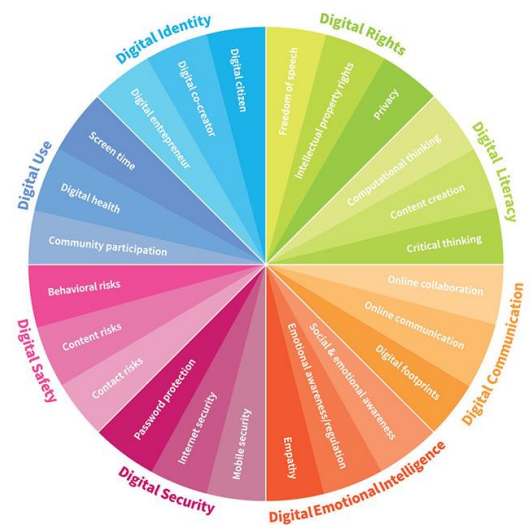 Digital Identity
Digital citizen
Digital co-creator
Digital entrepreneur
Digital Rights
Freedom of speech
Intellectual property rights
Privacy
Digital Literacy
Computational thinking
Content creation
Critical thinking
Digital Communication
Online collaboration
Online communication
Digital footprints
Digital Emotional Intelligence
Social & emotional awareness
Emotional awareness/regulation
Empathy
Digital Security
Mobile security
Internet security
Password protection
Digital Safety
Contact risks
Content risks
Behavioral risks
Digital Use
Community participation
Digital health
Screen time